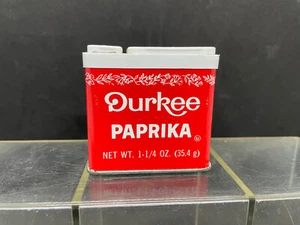 Durkee
PAPRIKA
NET WT. 1-1/4 OZ. (35.4 g)